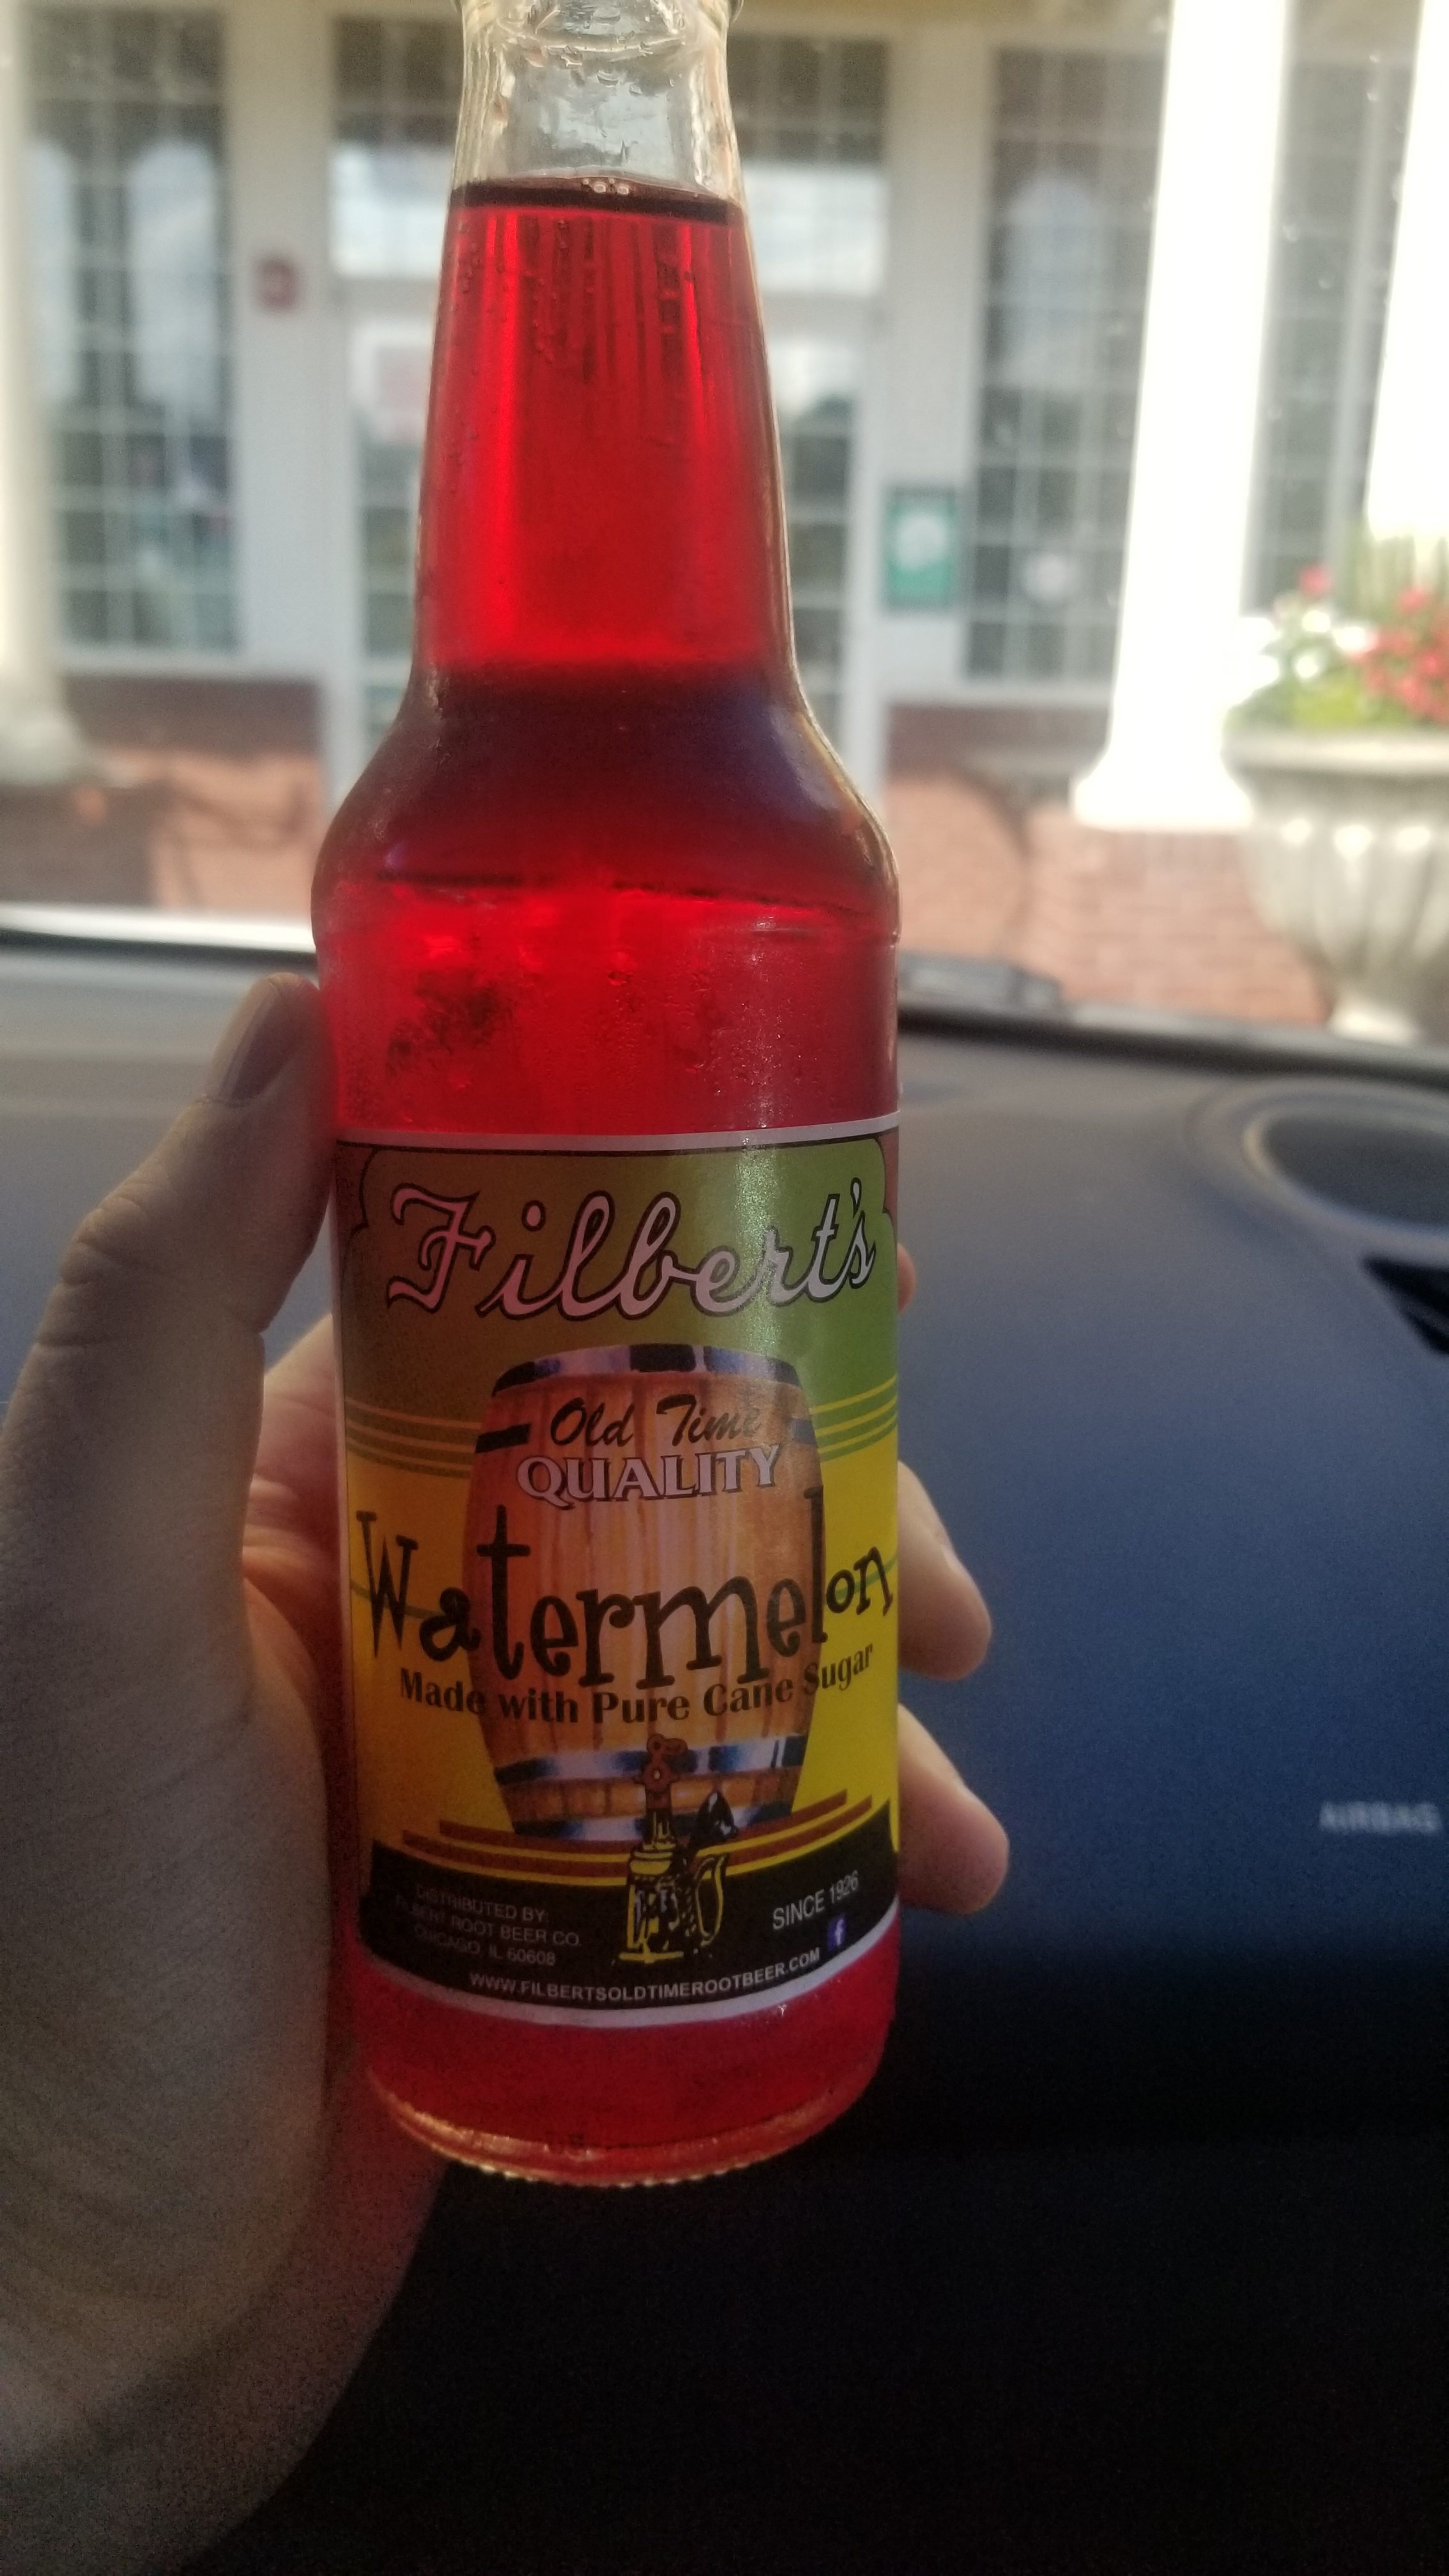 Filbert's
Old Time
QUALITY
Watermelon
Made with Pure Cane Sugar
DISTRIBUTED BY:
FILBERT ROOT BEER CO.
CHICAGO, IL 60608
SINCE 1926
f
WWW.FILBERTSOLDTIMEROOTBEER.COM
AIRBAG